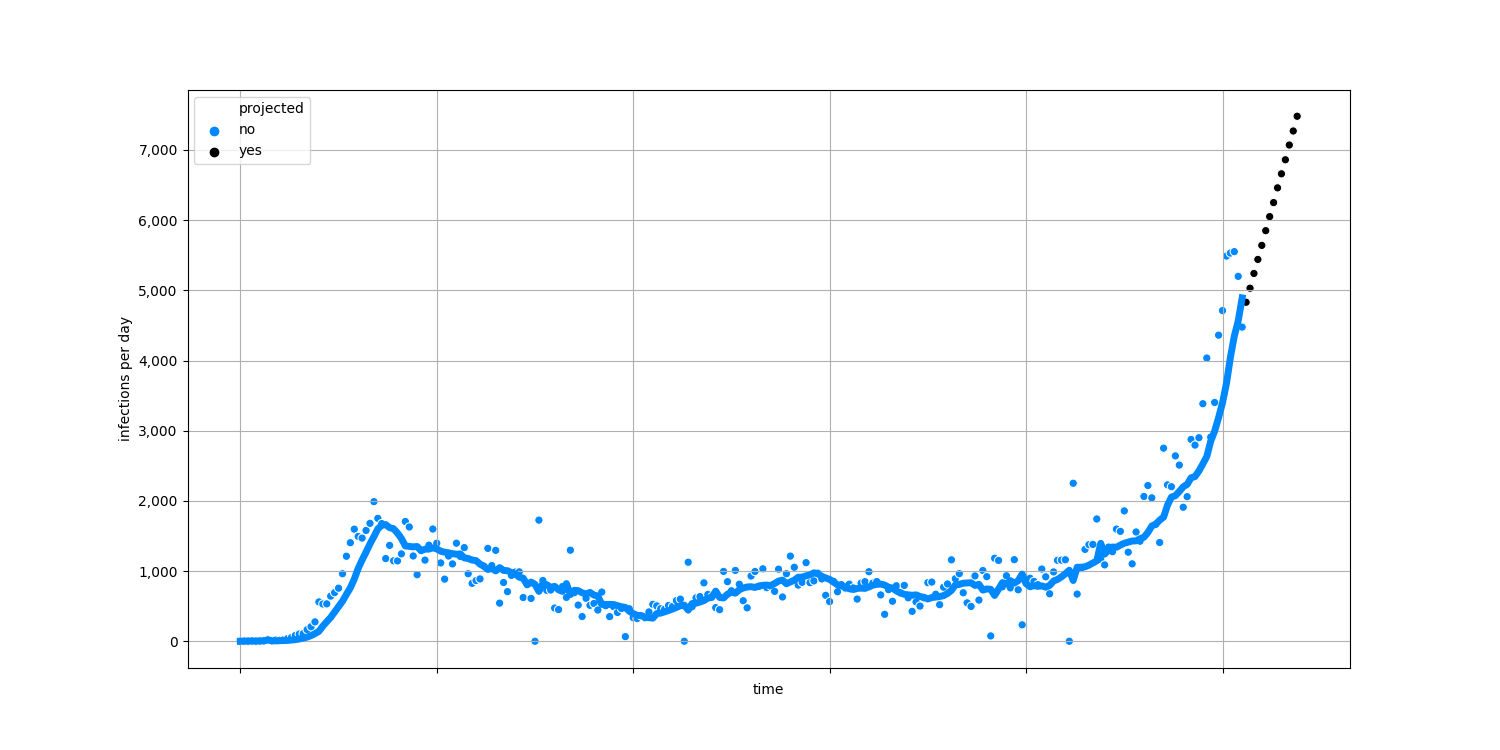 projected
no
yes
7,000
6,000
5,000
4,000
3,000
2,000
1,000
0
infections per day
time